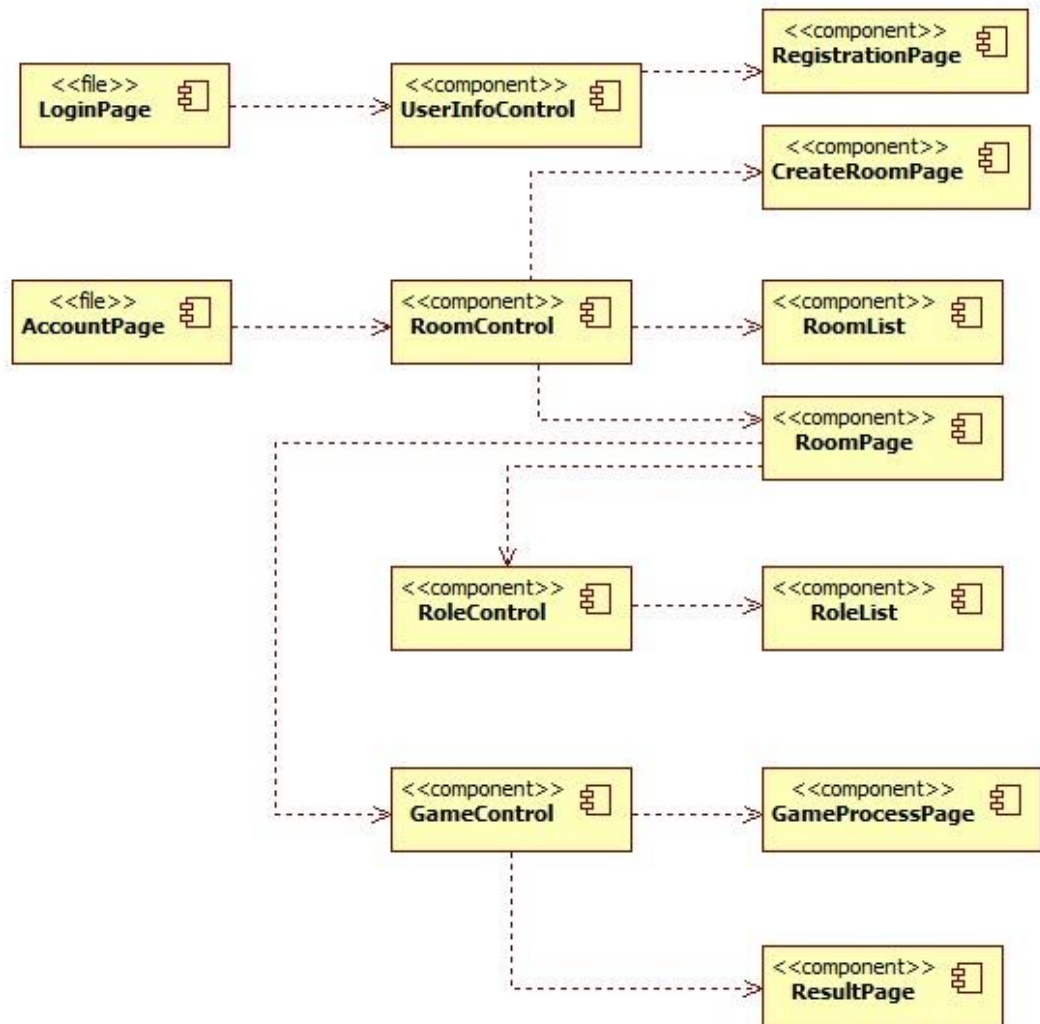 <<component>>
RegistrationPage
<<file>>
LoginPage
<<component>>
UserInfoControl
<<component>>
CreateRoomPage
<<file>>
AccountPage
<<component>>
RoomControl
<<component>>
RoomList
<<component>>
RoomPage
<<component>>
RoleControl
<<component>>
RoleList
<<component>>
GameControl
<<component>>
GameProcessPage
<<component>>
ResultPage